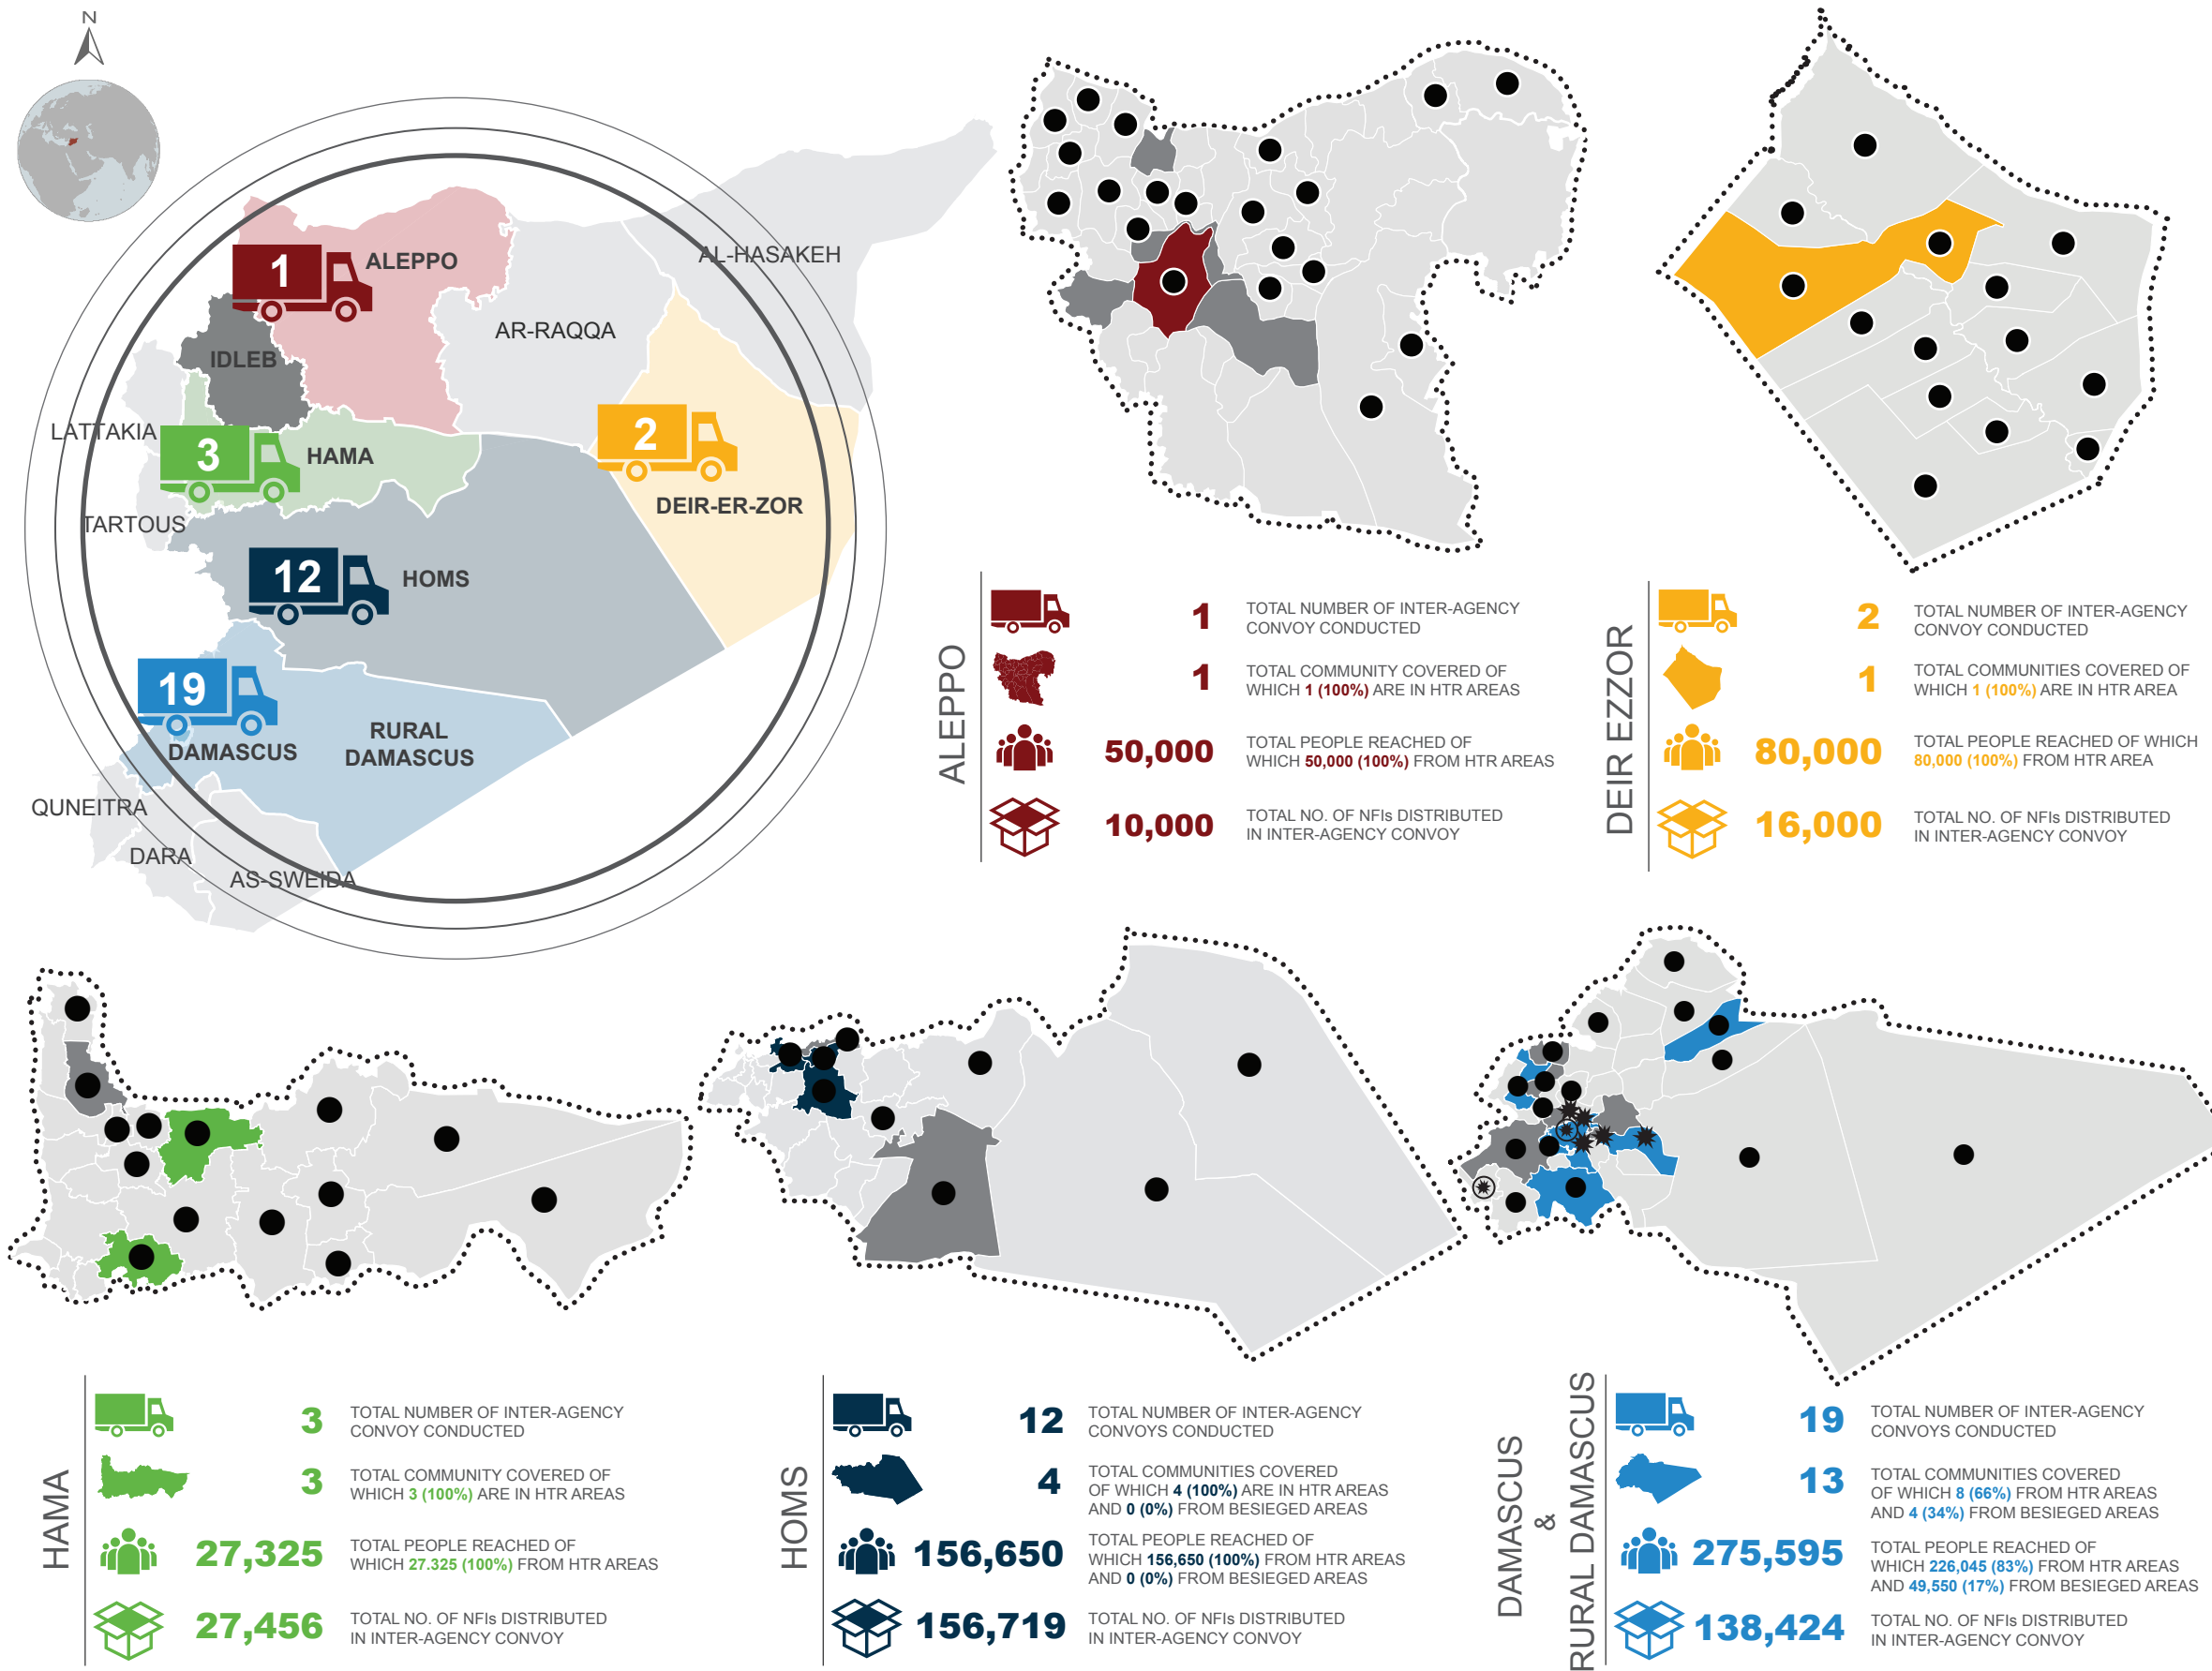 N
1
ALEPPO
AL-HASAKEH
AR-RAQQA
IDLEB
LATTAKIA
3
HAMA
2
DEIR-ER-ZOR
TARTOUS
12
HOMS
19
DAMASCUS
RURAL
DAMASCUS
QUNEITRA
DARA
AS-SWEIDA
ALEPPO
1
TOTAL NUMBER OF INTER-AGENCY
CONVOY CONDUCTED
1
TOTAL COMMUNITY COVERED OF
WHICH 1 (100%) ARE IN HTR AREAS
50,000
TOTAL PEOPLE REACHED OF
WHICH 50,000 (100%) FROM HTR AREAS
10,000
TOTAL NO. OF NFIs DISTRIBUTED
IN INTER-AGENCY CONVOY
DEIR EZZOR
2
TOTAL NUMBER OF INTER-AGENCY
CONVOY CONDUCTED
1
TOTAL COMMUNITIES COVERED OF
WHICH 1 (100%) ARE IN HTR AREA
80,000
TOTAL PEOPLE REACHED OF WHICH
80,000 (100%) FROM HTR AREA
16,000
TOTAL NO. OF NFIs DISTRIBUTED
IN INTER-AGENCY CONVOY
HAMA
3
TOTAL NUMBER OF INTER-AGENCY
CONVOY CONDUCTED
3
TOTAL COMMUNITY COVERED OF
WHICH 3 (100%) ARE IN HTR AREAS
27,325
TOTAL PEOPLE REACHED OF
WHICH 27.325 (100%) FROM HTR AREAS
27,456
TOTAL NO. OF NFIs DISTRIBUTED
IN INTER-AGENCY CONVOY
HOMS
12
TOTAL NUMBER OF INTER-AGENCY
CONVOYS CONDUCTED
4
TOTAL COMMUNITIES COVERED
OF WHICH 4 (100%) ARE IN HTR AREAS
AND 0 (0%) FROM BESIEGED AREAS
156,650
TOTAL PEOPLE REACHED OF
WHICH 156,650 (100%) FROM HTR AREAS
AND 0 (0%) FROM BESIEGED AREAS
156,719
TOTAL NO. OF NFIs DISTRIBUTED
IN INTER-AGENCY CONVOY
DAMASCUS
&
RURAL DAMASCUS
19
TOTAL NUMBER OF INTER-AGENCY
CONVOYS CONDUCTED
13
TOTAL COMMUNITIES COVERED
OF WHICH 8 (66%) FROM HTR AREAS
AND 4 (34%) FROM BESIEGED AREAS
275,595
TOTAL PEOPLE REACHED OF
WHICH 226,045 (83%) FROM HTR AREAS
AND 49,550 (17%) FROM BESIEGED AREAS
138,424
TOTAL NO. OF NFIs DISTRIBUTED
IN INTER-AGENCY CONVOY